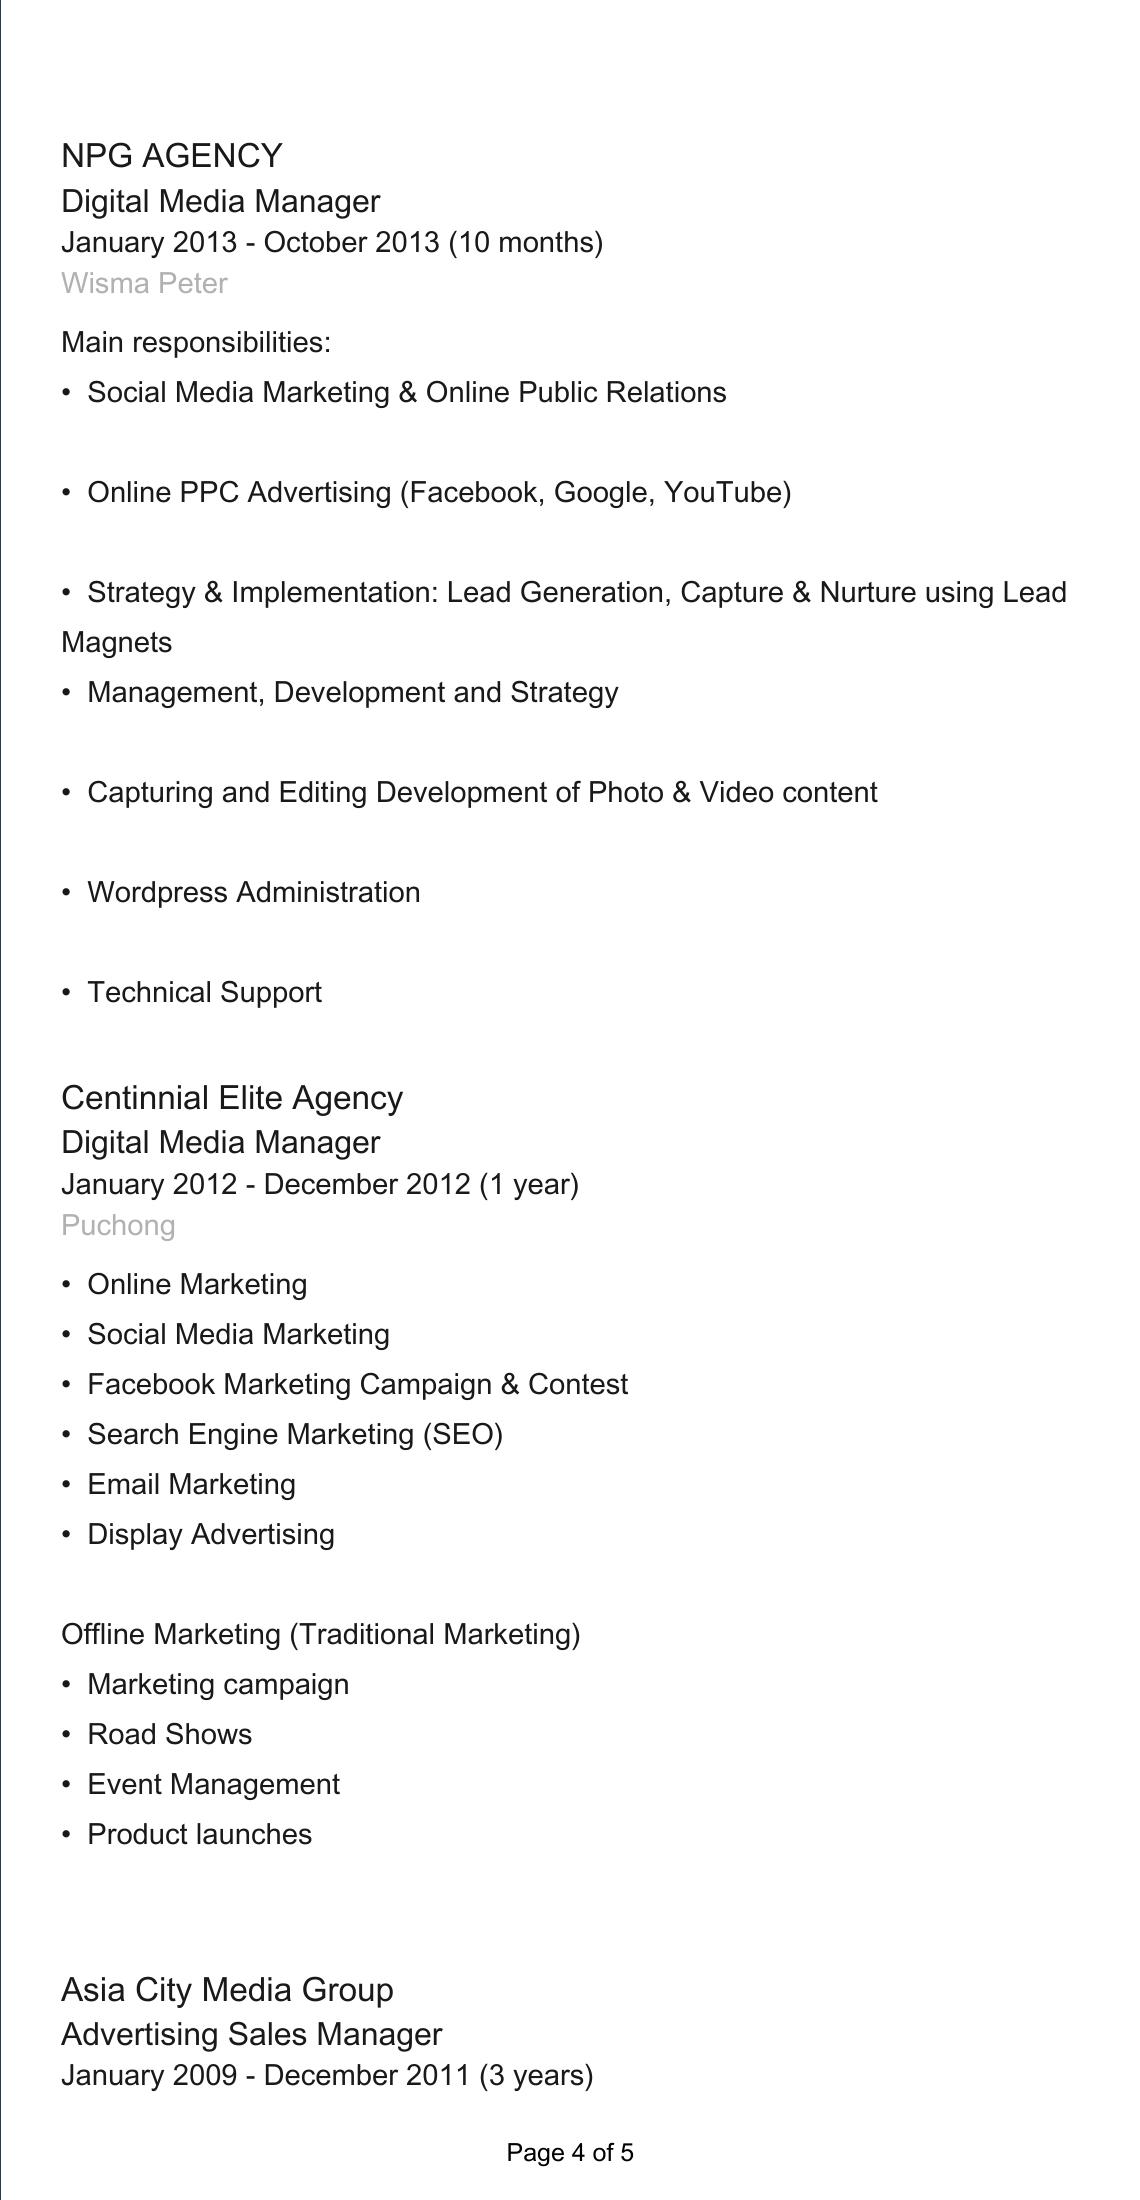 NPG AGENCY
Digital Media Manager
January 2013 - October 2013 (10 months)
Wisma Peter
Main responsibilities:
• Social Media Marketing & Online Public Relations
• Online PPC Advertising (Facebook, Google, YouTube)
• Strategy & Implementation: Lead Generation, Capture & Nurture using Lead
Magnets
• Management, Development and Strategy
• Capturing and Editing Development of Photo & Video content
• Wordpress Administration
• Technical Support
Centinnial Elite Agency
Digital Media Manager
January 2012 - December 2012 (1 year)
Puchong
• Online Marketing
• Social Media Marketing
• Facebook Marketing Campaign & Contest
• Search Engine Marketing (SEO)
• Email Marketing
• Display Advertising
Offline Marketing (Traditional Marketing)
• Marketing campaign
• Road Shows
• Event Management
• Product launches
Asia City Media Group
Advertising Sales Manager
January 2009 - December 2011 (3 years)
Page 4 of 5